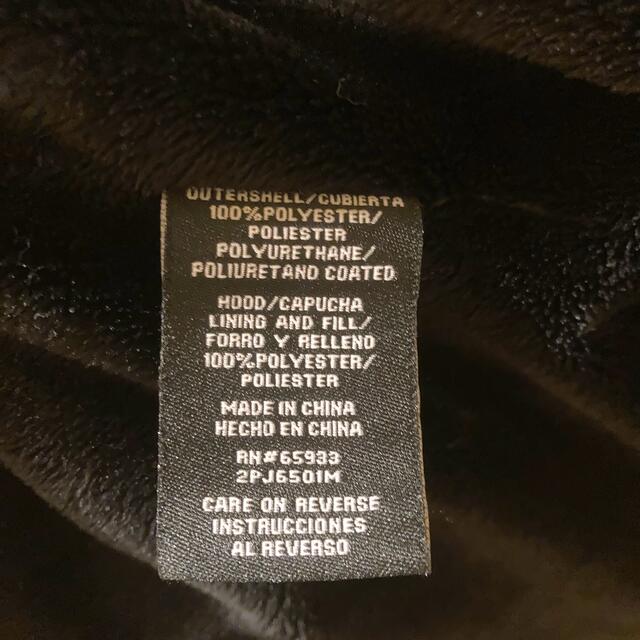 OUTERSHELL/CUBIERTA
100%POLYESTER/
POLIESTER
POLYURETHANE/
POLIURETAND COATED
HOOD/CAPUCHA
LINING AND FILL/
FORRO Y RELLENO
100%POLYESTER/
POLIESTER
MADE IN CHINA
HECHO EN CHINA
RN#65933
2PJ6501M
CARE ON REVERSE
INSTRUCCIONES
AL REVERSO